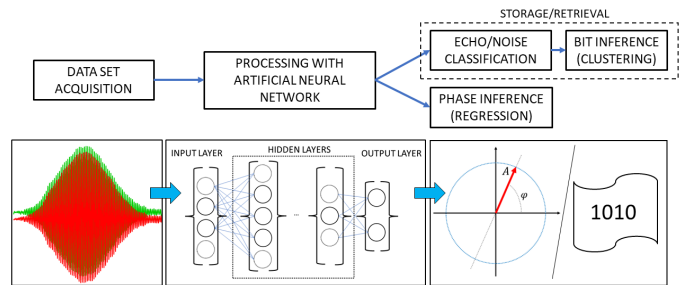 STORAGE/RETRIEVAL
DATA SET
ACQUISITION
PROCESSING WITH
ARTIFICIAL NEURAL
NETWORK
ECHO/NOISE
CLASSIFICATION
BIT INFERENCE
(CLUSTERING)
PHASE INFERENCE
(REGRESSION)
INPUT LAYER
HIDDEN LAYERS
OUTPUT LAYER
...
A
φ
1010